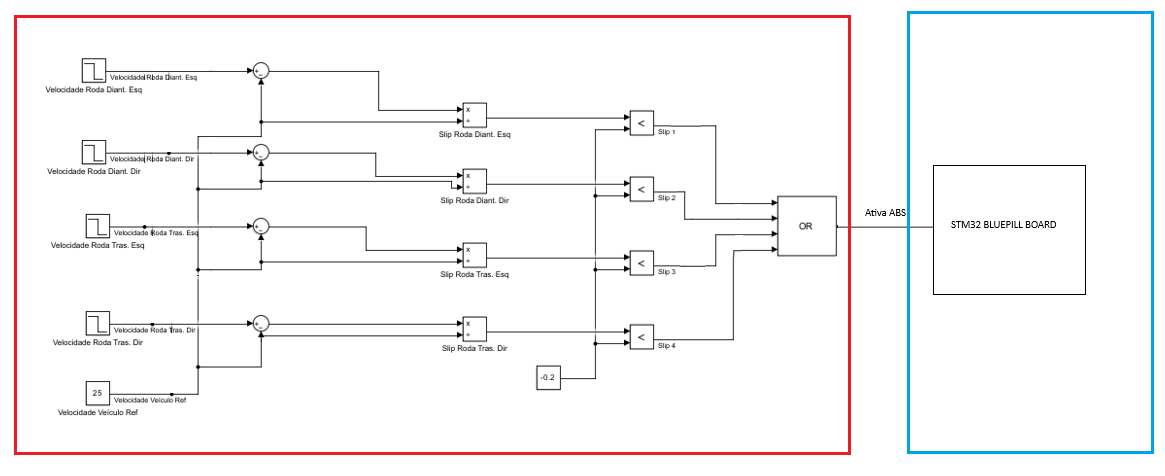 Velocidade Roda Diant. Esq
Velocidade Roda Diant. Esq
+
-
x
÷
Slip Roda Diant. Esq
<
Slip 1
Velocidade Roda Diant. Dir
Velocidade Roda Diant. Dir
+
-
x
÷
Slip Roda Diant. Dir
<
Slip 2
OR
Ativa ABS
STM32 BLUEPILL BOARD
Velocidade Roda Tras. Esq
Velocidade Roda Tras. Esq
+
-
x
÷
Slip Roda Tras. Esq
<
Slip 3
Velocidade Roda Tras. Dir
Velocidade Roda Tras. Dir
+
-
x
÷
Slip Roda Tras. Dir
<
Slip 4
-0.2
25
Velocidade Veículo Ref
Velocidade Veículo Ref